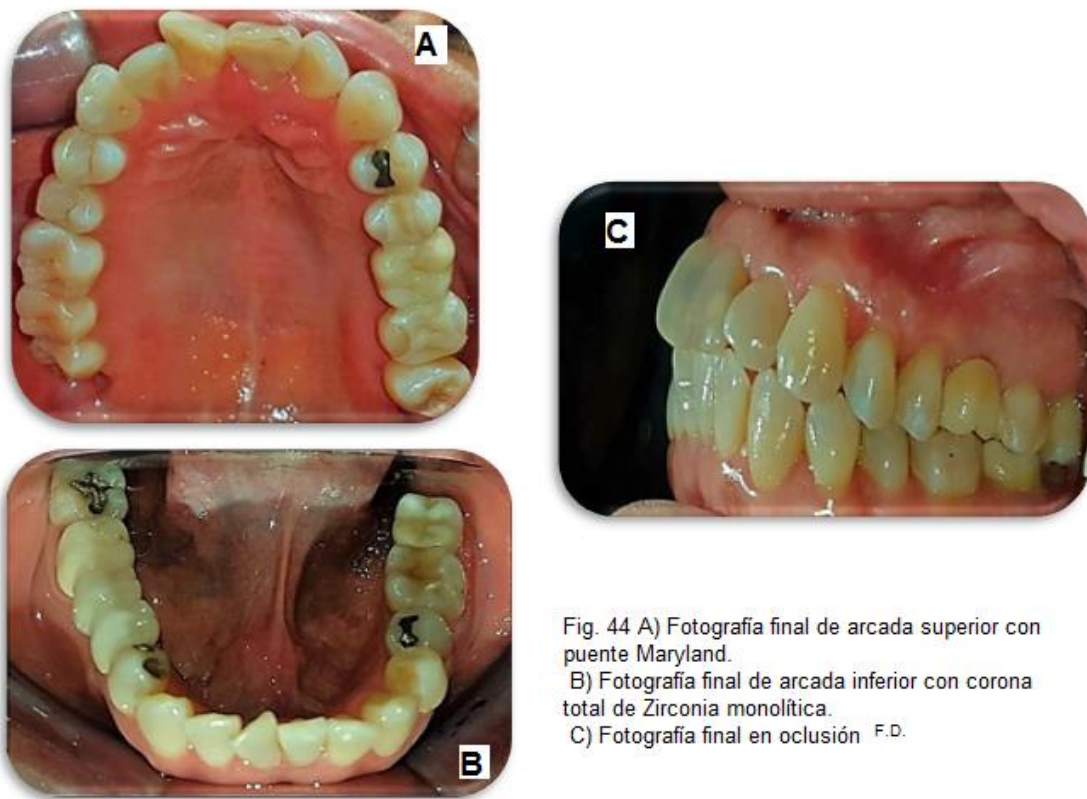 A
C
B
Fig. 44 A) Fotografía final de arcada superior con
puente Maryland.
B) Fotografía final de arcada inferior con corona
total de Zirconia monolítica.
C) Fotografía final en oclusión F.D.